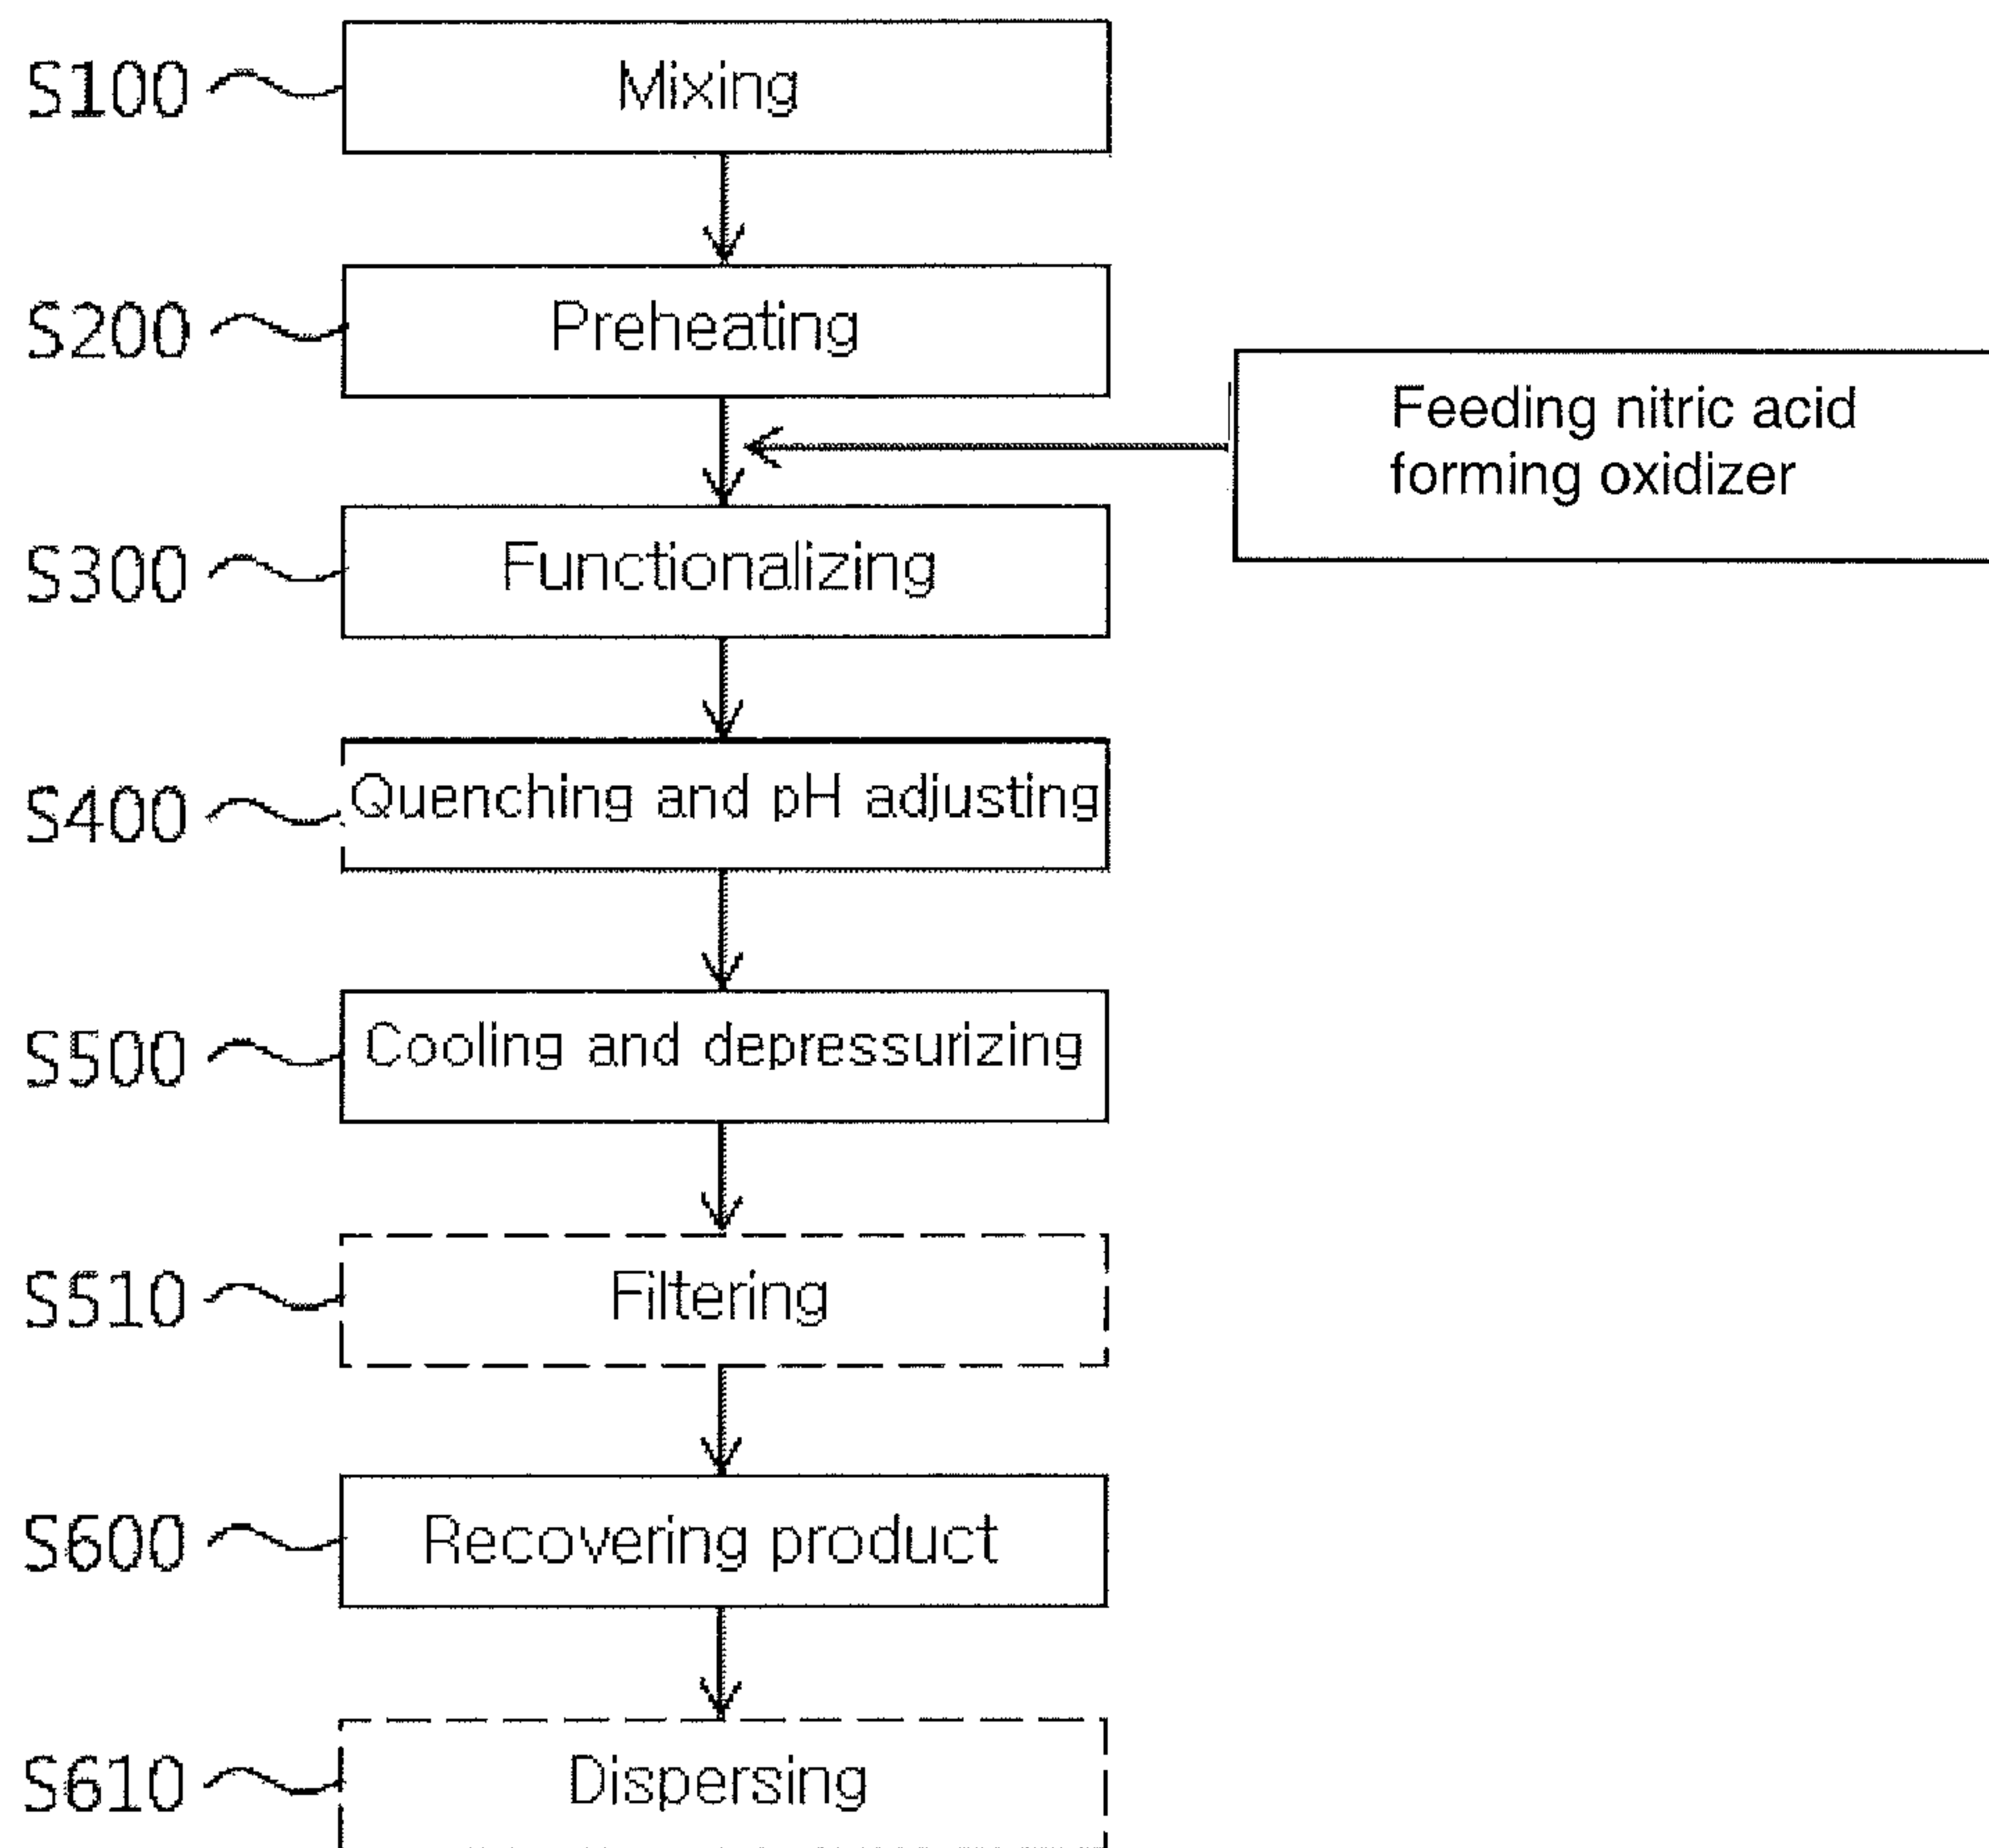 S100 Mixing
S200 Preheating
Feeding nitric acid
forming oxidizer
S300 Functionalizing
S400 Quenching and pH adjusting
S500 Cooling and depressurizing
S510 Filtering
S600 Recovering product
S610 Dispersing